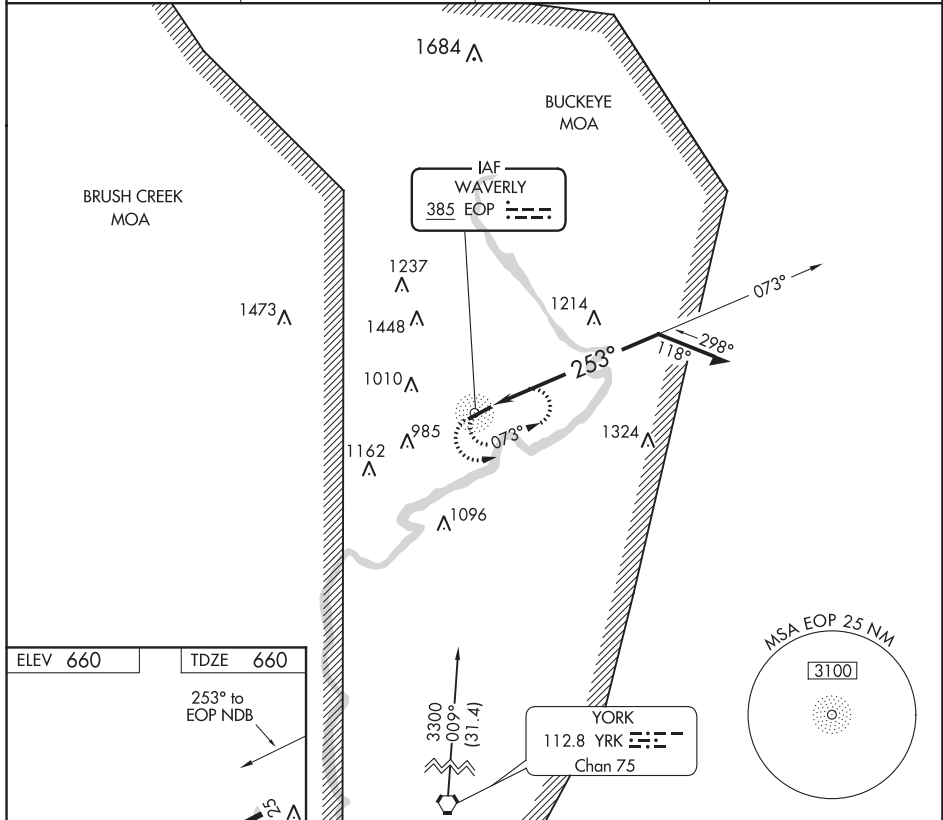 1684
BUCKEYE
MOA
IAF
WAVERLY
385 EOP
BRUSH CREEK
MOA
1237
1473
1448
1214
073°
298°
118°
253°
1010
985
073°
1324
1162
1096
MSA EOP 25 NM
3100
ELEV 660
TDZE 660
253° to
EOP NDB
3300
009°
(31.4)
YORK
112.8 YRK
Chan 75
25